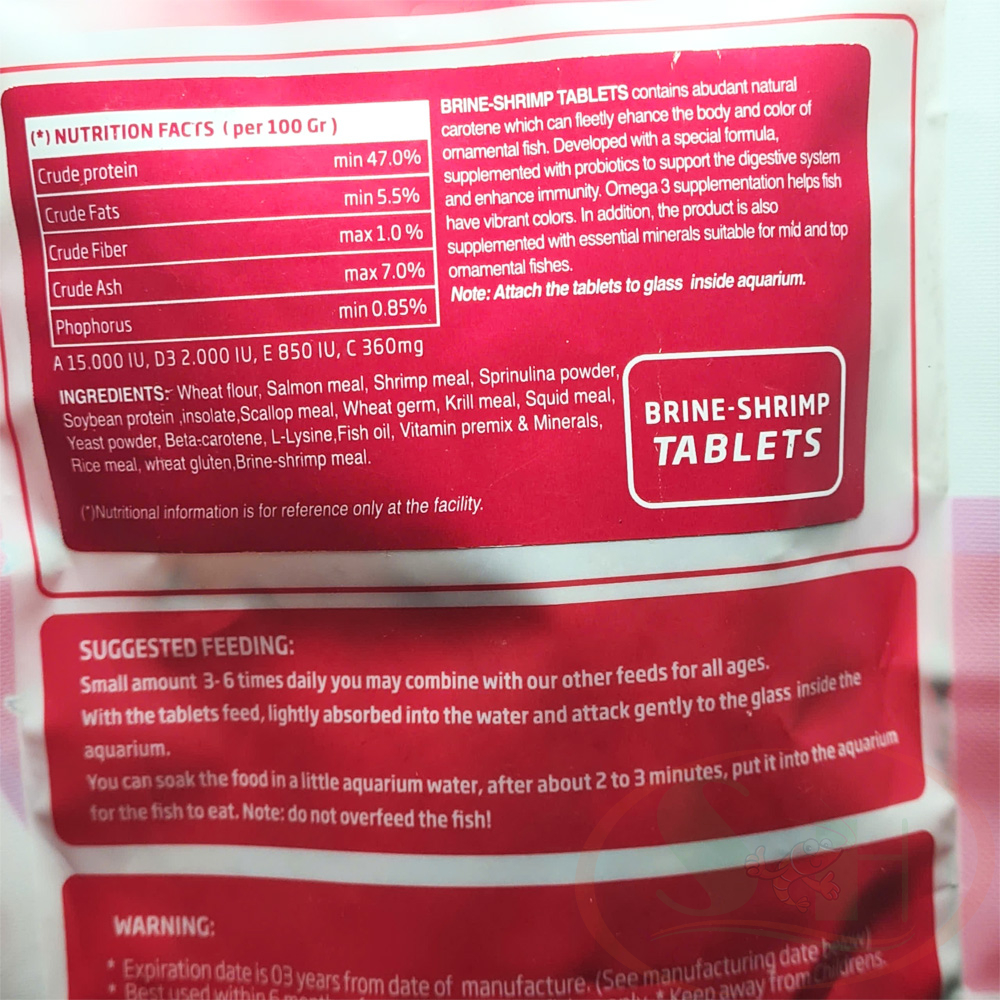 (*) NUTRITION FACTS ( per 100 Gr )
Crude protein min 47.0%
Crude Fats min 5.5%
Crude Fiber max 1.0 %
Crude Ash max 7.0%
Phophorus min 0.85%
A 15.000 IU, D3 2.000 IU, E 850 IU, C 360mg
INGREDIENTS:- Wheat flour, Salmon meal, Shrimp meal, Sprinulina powder,
Soybean protein ,insolate,Scallop meal, Wheat germ, Krill meal, Squid meal,
Yeast powder, Beta-carotene, L-Lysine,Fish oil, Vitamin premix & Minerals,
Rice meal, wheat gluten,Brine-shrimp meal.
(*)Nutritional information is for reference only at the facility.
BRINE-SHRIMP TABLETS contains abudant natural
carotene which can fleetly ehance the body and color of
ornamental fish. Developed with a special formula,
supplemented with probiotics to support the digestive system
and enhance immunity. Omega 3 supplementation helps fish
have vibrant colors. In addition, the product is also
supplemented with essential minerals suitable for mid and top
ornamental fishes.
Note: Attach the tablets to glass inside aquarium.
BRINE-SHRIMP
TABLETS
SUGGESTED FEEDING:
Small amount 3-6 times daily you may combine with our other feeds for all ages.
With the tablets feed, lightly absorbed into the water and attack gently to the glass inside the
aquarium.
You can soak the food in a little aquarium water, after about 2 to 3 minutes, put it into the aquarium
for the fish to eat. Note: do not overfeed the fish!
WARNING:
* Expiration date is 03 years from date of manufacture. (See manufacturing date below)
* Best used within 6 * Keep away from childrens.